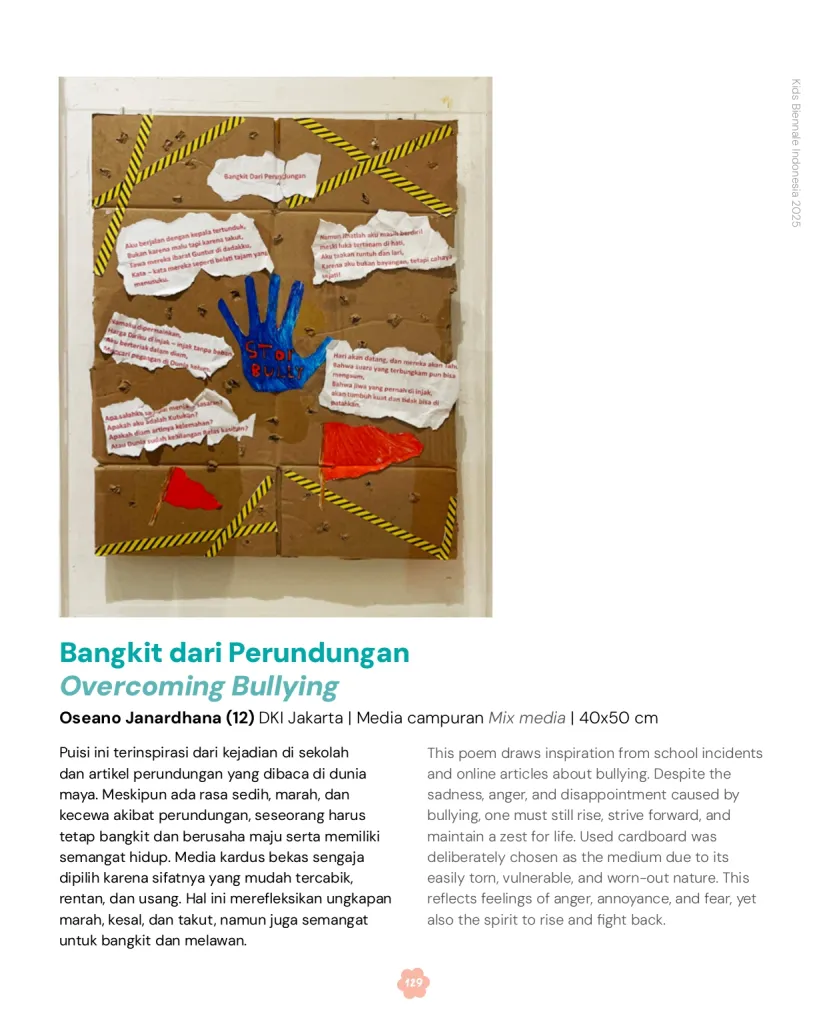 Kids Biennale Indonesia 2025
Bangkit Dari Perundungan
Aku berjalan dengan kepala tertunduk,
Bukan karena malu tapi karena takut,
Tawa mereka ibarat Guntur di dadakku,
Kata – kata mereka seperti belati tajam yang
menusuku.
Namaku dipermainkan,
Harga Diriku di injak – injak tanpa
Aku berteriak dalam diam,
Mencari pegangan di Dunia
Apa salahku menjadi
Apakah aku adalah Kutukan?
Apakah diam artinya kelemahan?
Atau Dunia sudah kehilangan Belas kasihan?
Namun lihatlah aku masih berdiri
meski luka tertanam di hati,
Aku takkan runtuh dan lari,
Karena aku bukan bayangan, tetapi cahaya
sejati!
Hari akan datang, dan mereka akan
Bahwa suara yang terbungkam pun bisa
mengaum,
Bahwa jiwa yang pernah di injak,
akan tumbuh kuat dan tidak bisa di
STOP
BULLY
Bangkit dari Perundungan
Overcoming Bullying
Oseano Janardhana (12) DKI Jakarta | Media campuran Mix media | 40x50 cm
Puisi ini terinspirasi dari kejadian di sekolah
dan artikel perundungan yang dibaca di dunia
maya. Meskipun ada rasa sedih, marah, dan
kecewa akibat perundungan, seseorang harus
tetap bangkit dan berusaha maju serta memiliki
semangat hidup. Media kardus bekas sengaja
dipilih karena sifatnya yang mudah tercabik,
rentan, dan usang. Hal ini merefleksikan ungkapan
marah, kesal, dan takut, namun juga semangat
untuk bangkit dan melawan.
This poem draws inspiration from school incidents
and online articles about bullying. Despite the
sadness, anger, and disappointment caused by
bullying, one must still rise, strive forward, and
maintain a zest for life. Used cardboard was
deliberately chosen as the medium due to its
easily torn, vulnerable, and worn-out nature. This
reflects feelings of anger, annoyance, and fear, yet
also the spirit to rise and fight back.
129